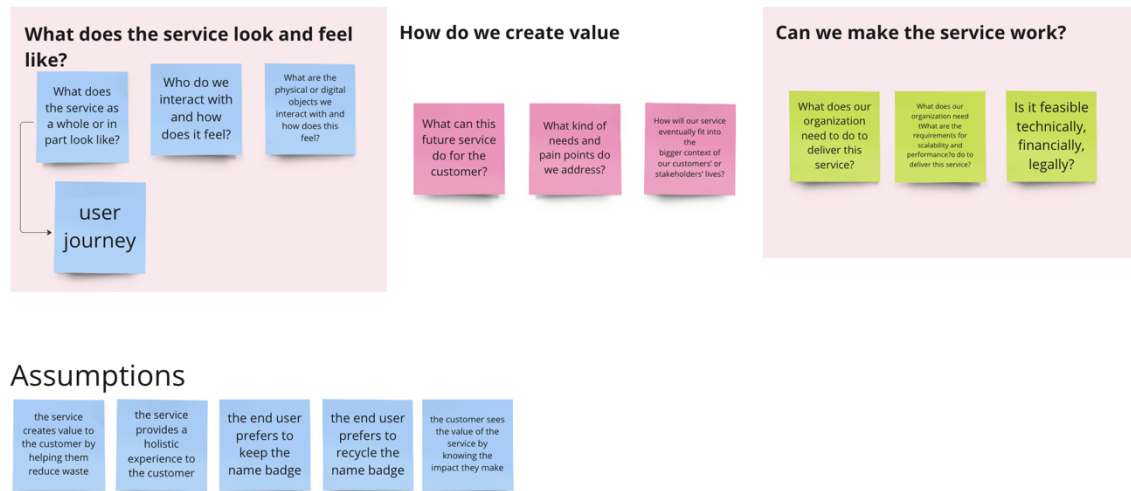 What does the service look and feel
like?
What does
the service as
a whole or in
part look like?
Who do we
interact with
and how
does it feel?
What are the
physical or digital
objects we
interact with and
how does this
feel?
user
journey
How do we create value
What can this
future service
do for the
customer?
What kind of
needs and
pain points do
we address?
How will our service
eventually fit into
the
bigger context of
our customers' or
stakeholders' lives?
Can we make the service work?
What does our
organization
need to do to
deliver this
service?
What does our
organization need
tWhat are the
requirements for
scalability and
performance?o do to
deliver this service?
Is it feasible
technically,
financially,
legally?
Assumptions
the service
creates value to
the customer by
helping them
reduce waste
the service
provides a
holistic
experience to
the customer
the end user
prefers to
keep the
name badge
the end user
prefers to
recycle the
name badge
the customer sees
the value of the
service by
knowing the
impact they make